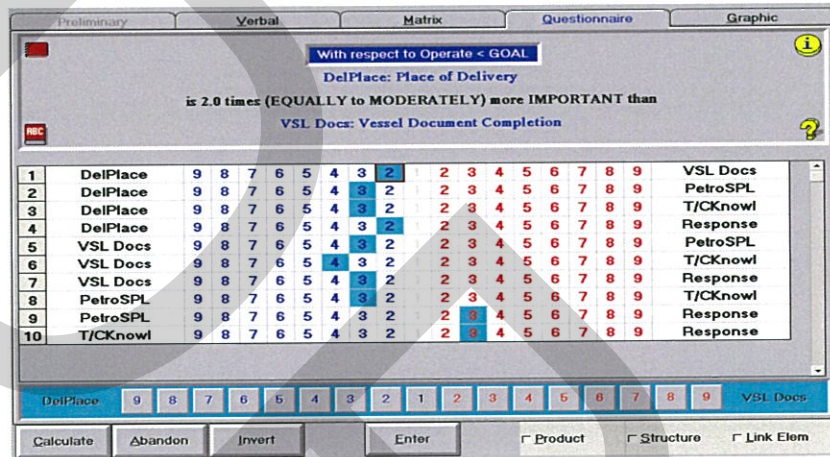 Preliminary Verbal Matrix Questionnaire Graphic
With respect to Operate < GOAL
DelPlace: Place of Delivery
is 2.0 times (EQUALLY to MODERATELY) more IMPORTANT than
ABC VSL Docs: Vessel Document Completion
1 DelPlace 9 8 7 6 5 4 3 2 1 2 3 4 5 6 7 8 9 VSL Docs
2 DelPlace 9 8 7 6 5 4 3 2 1 2 3 4 5 6 7 8 9 PetroSPL
3 DelPlace 9 8 7 6 5 4 3 2 1 2 3 4 5 6 7 8 9 T/CKnowl
4 DelPlace 9 8 7 6 5 4 3 2 1 2 3 4 5 6 7 8 9 Response
5 VSL Docs 9 8 7 6 5 4 3 2 1 2 3 4 5 6 7 8 9 PetroSPL
6 VSL Docs 9 8 7 6 5 4 3 2 1 2 3 4 5 6 7 8 9 T/CKnowl
7 VSL Docs 9 8 7 6 5 4 3 2 1 2 3 4 5 6 7 8 9 Response
8 PetroSPL 9 8 7 6 5 4 3 2 1 2 3 4 5 6 7 8 9 T/CKnowl
9 PetroSPL 9 8 7 6 5 4 3 2 1 2 3 4 5 6 7 8 9 Response
10 T/CKnowl 9 8 7 6 5 4 3 2 1 2 3 4 5 6 7 8 9 Response
DelPlace 9 8 7 6 5 4 3 2 1 2 3 4 5 6 7 8 9 VSL Docs
Calculate Abandon Invert Enter Product Structure Link Elem